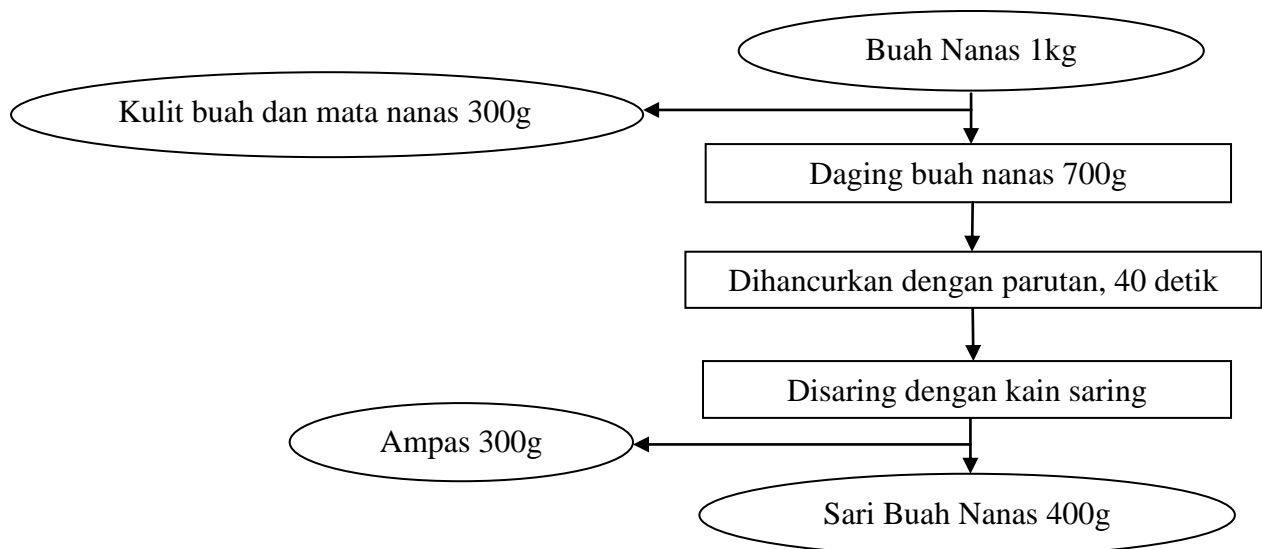 Buah Nanas 1kg
Kulit buah dan mata nanas 300g
Daging buah nanas 700g
Dihancurkan dengan parutan, 40 detik
Disaring dengan kain saring
Ampas 300g
Sari Buah Nanas 400g